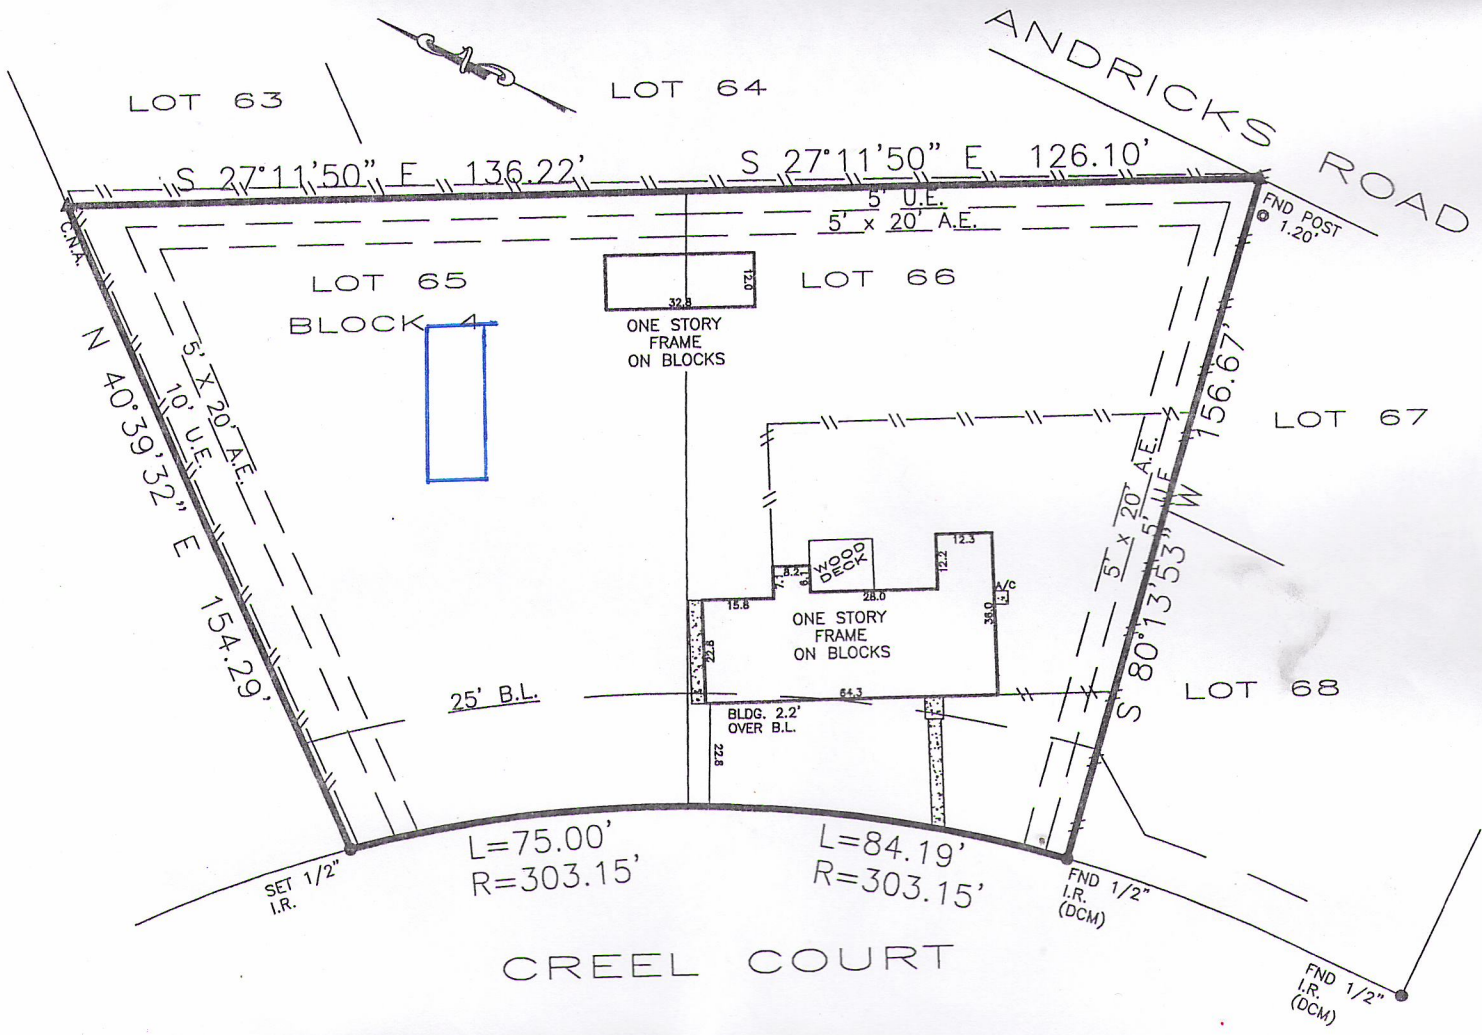 ANDRICKS ROAD
LOT 63
LOT 64
S 27°11'50" E 136.22'
S 27°11'50" E 126.10'
5' U.E.
5' x 20' A.E.
FND POST
1.20'
C.N.A.
LOT 65
BLOCK 4
LOT 66
32.8
12.0
ONE STORY
FRAME
ON BLOCKS
N 40°39'32" E 154.29'
5' X 20' A.E.
10' U.E.
S 80°13'53" W 156.67'
5' x 20' A.E.
5' U.E.
LOT 67
LOT 68
WOOD
DECK
12.3
12.2
8.2
7.1
6.1
15.8
28.0
A/C
36.0
22.8
ONE STORY
FRAME
ON BLOCKS
64.3
25' B.L.
BLDG. 2.2'
OVER B.L.
22.8
L=75.00'
R=303.15'
L=84.19'
R=303.15'
SET 1/2"
I.R.
FND 1/2"
I.R.
(DCM)
CREEL COURT
FND 1/2"
I.R.
(DCM)